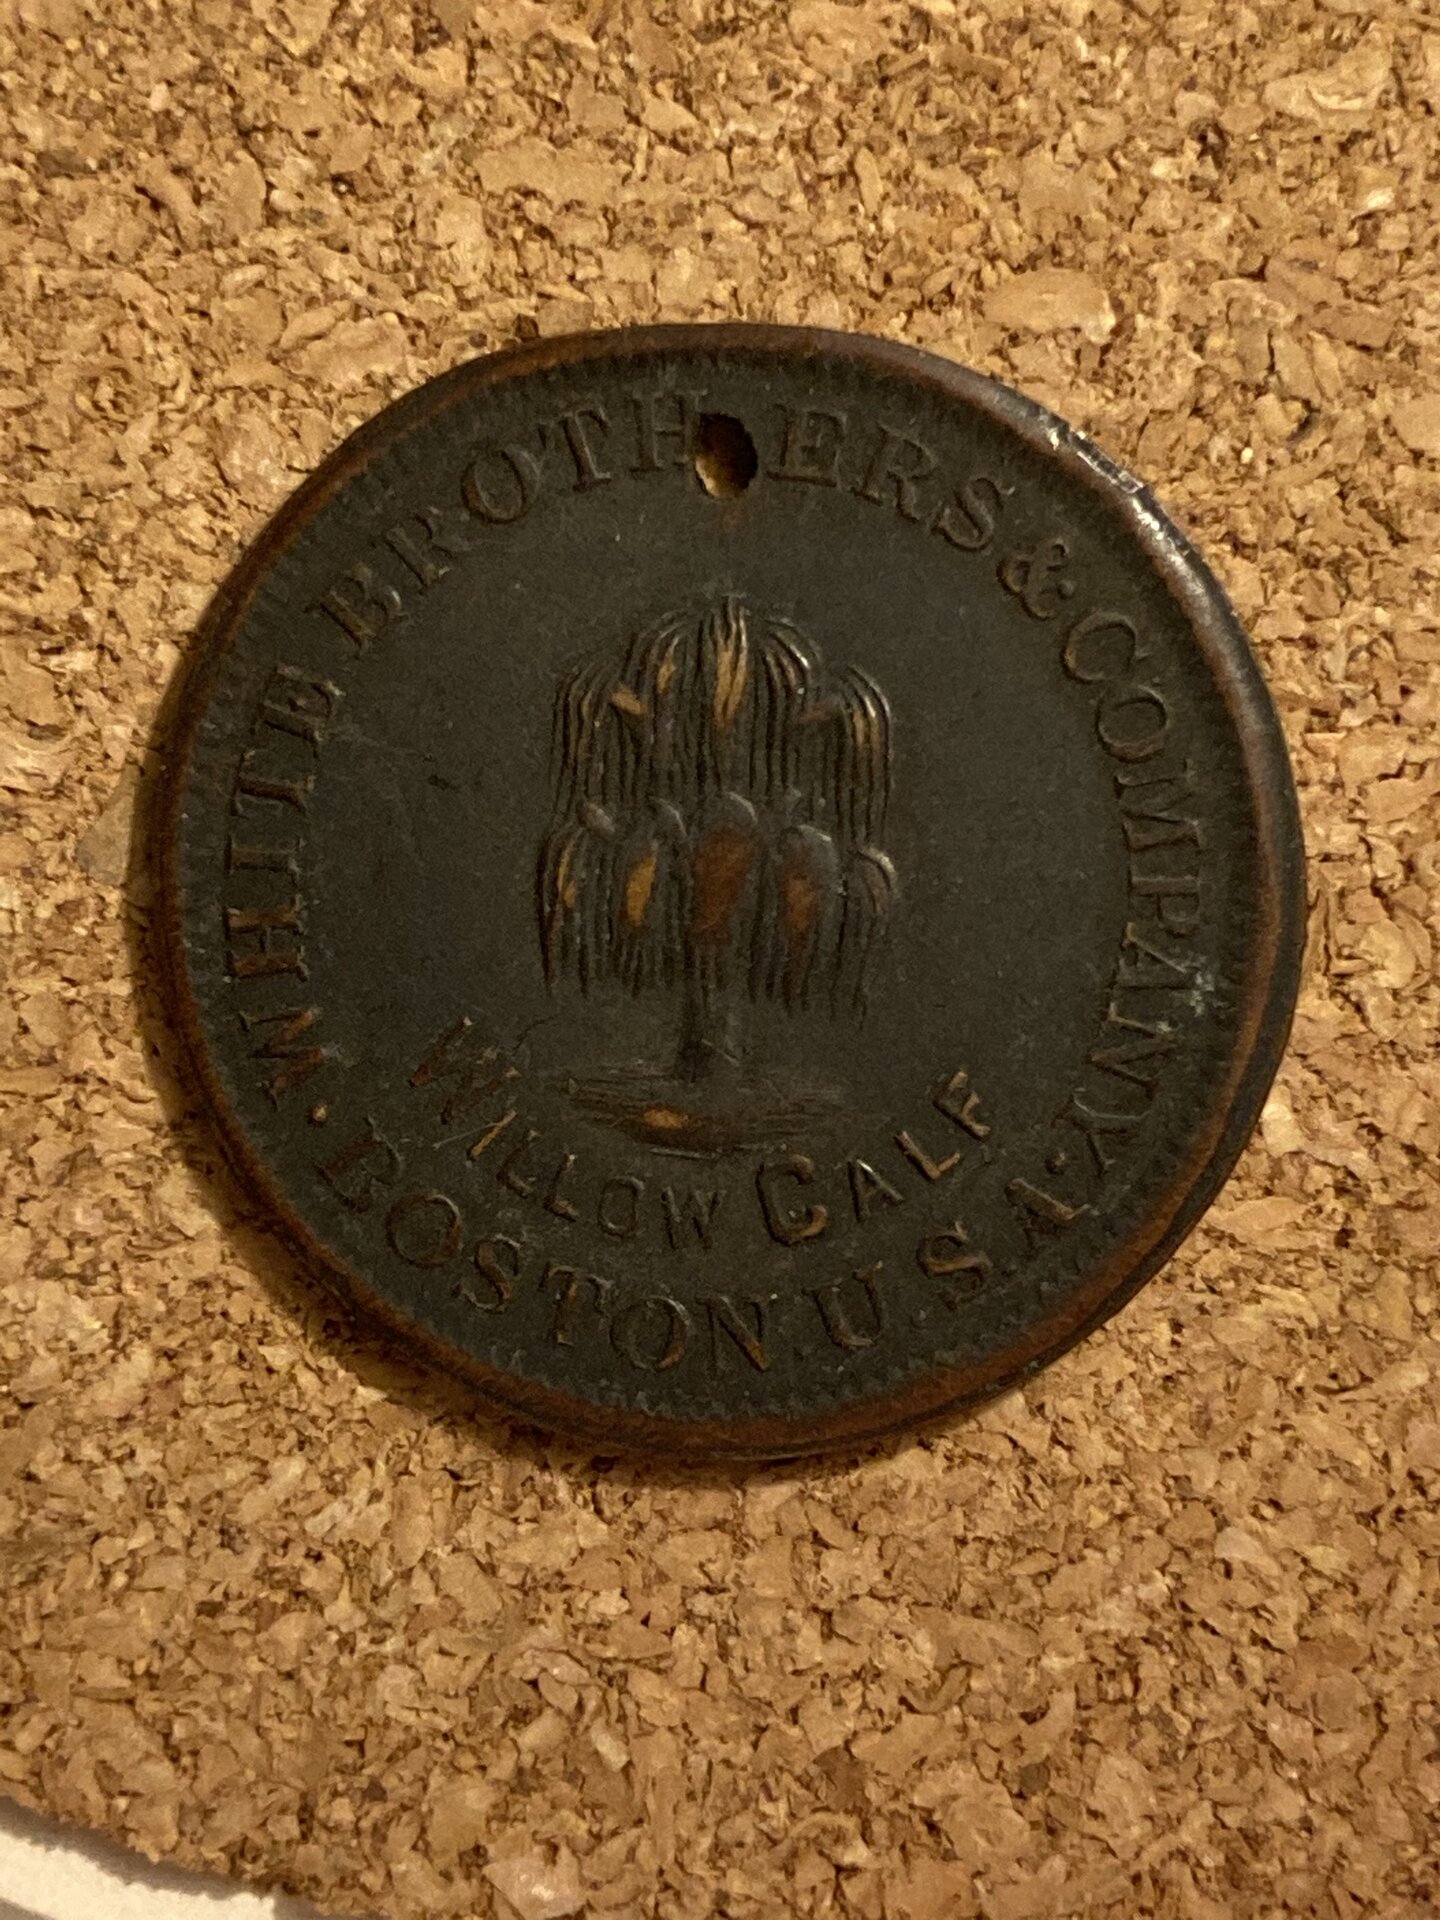 WHITE BROTHERS & COMPANY.
WILLOW CALF
BOSTON. U.S.A.